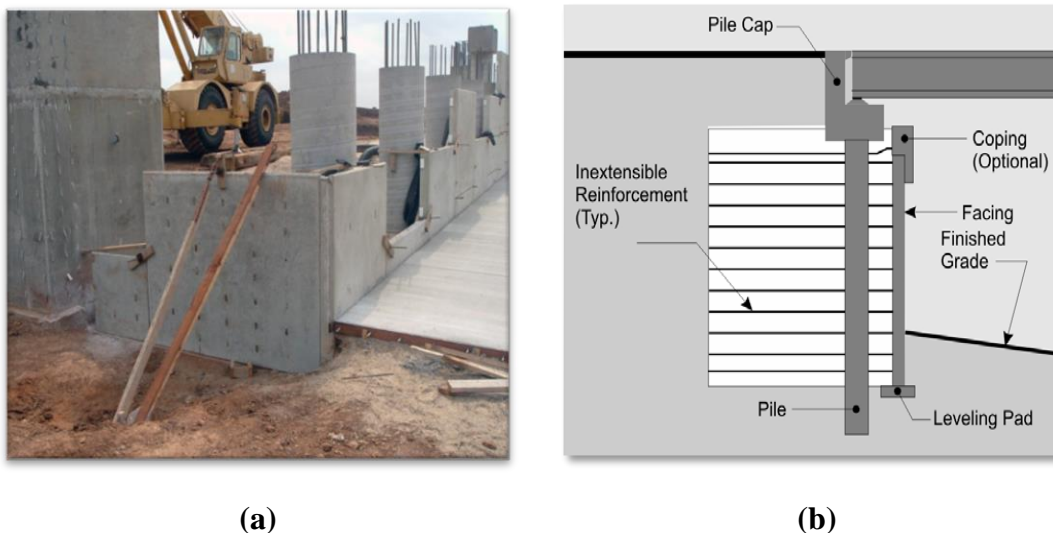 Pile Cap
Coping
(Optional)
Inextensible
Reinforcement
(Typ.)
Facing
Finished
Grade
Pile
Leveling Pad
(a)
(b)